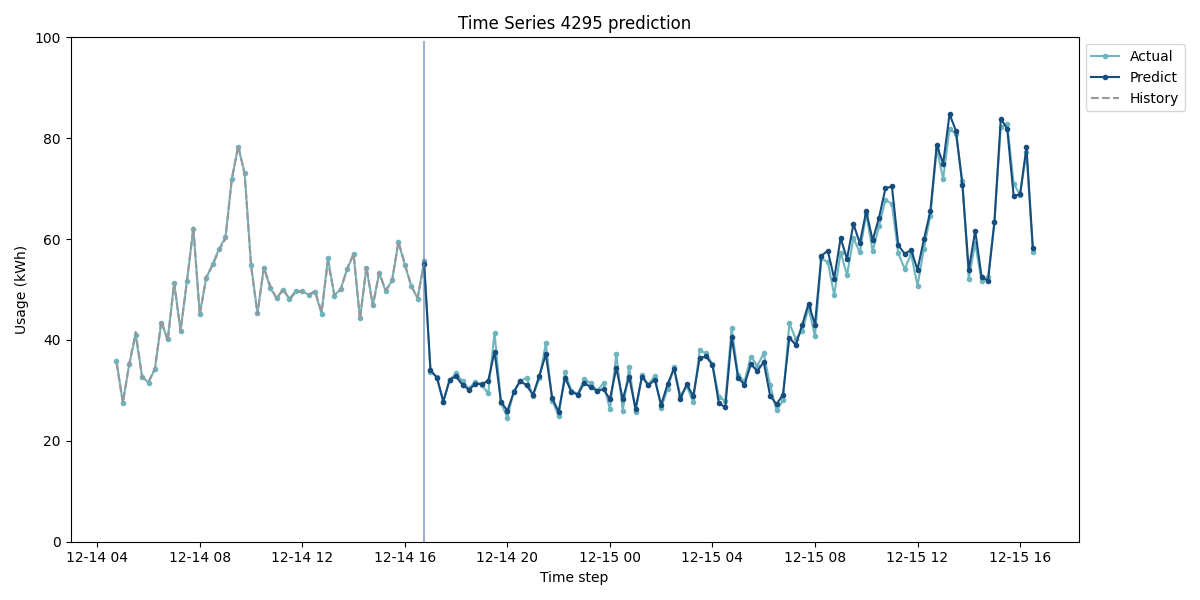 Time Series 4295 prediction
100
80
60
40
20
0
Usage (kWh)
12-14 04
12-14 08
12-14 12
12-14 16
12-14 20
12-15 00
12-15 04
12-15 08
12-15 12
12-15 16
Time step
Actual
Predict
History